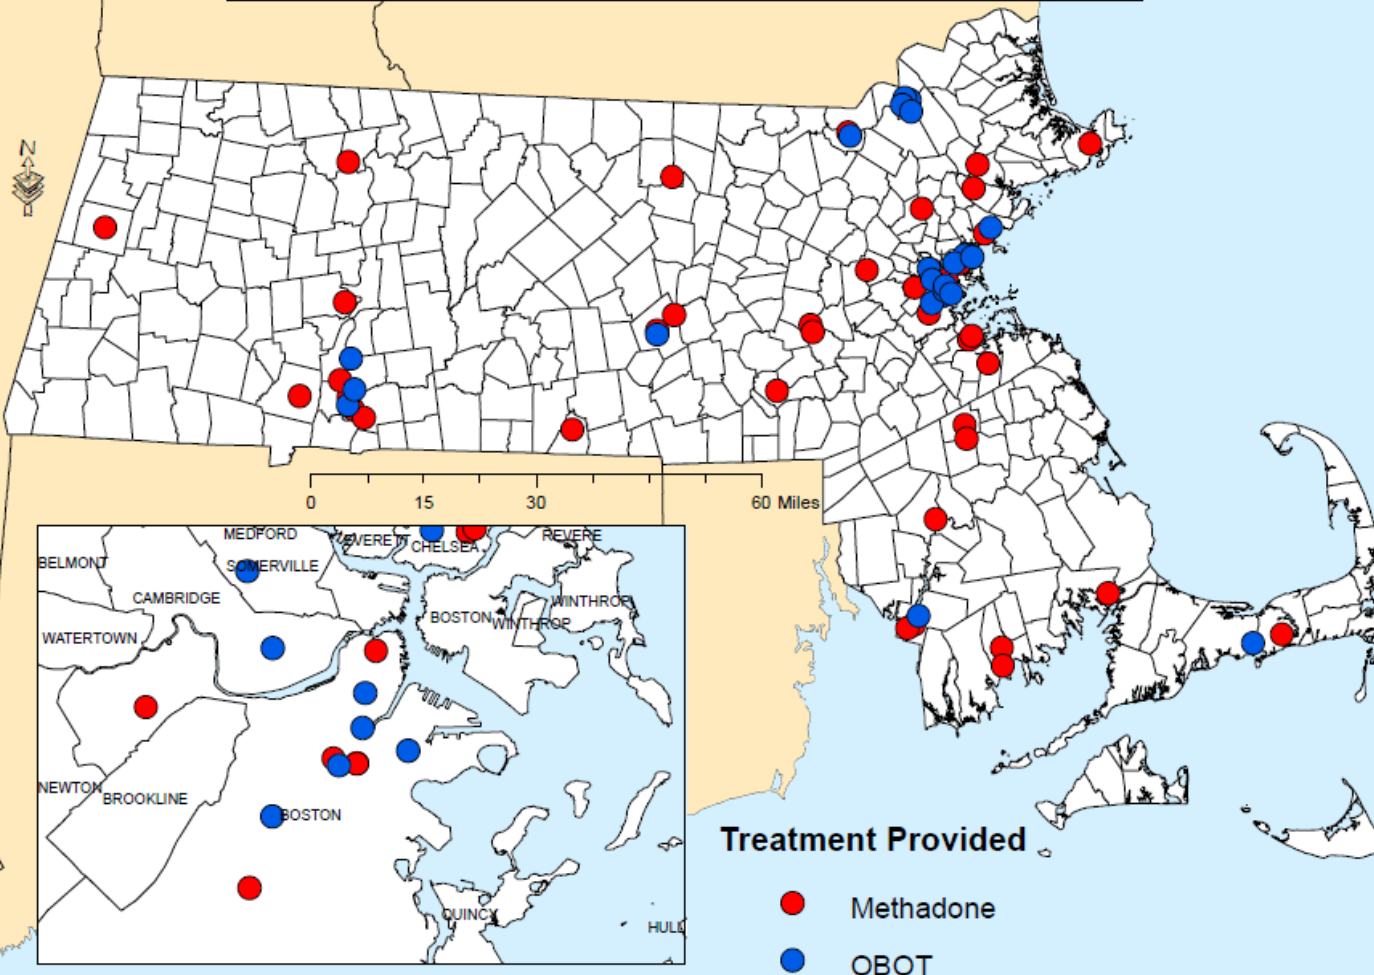 N
0 15 30 60 Miles
MEDFORD
EVERETT
CHELSEA
REVERE
BELMONT
SOMERVILLE
CAMBRIDGE
WINTHROP
BOSTON
WINTHROP
WATERTOWN
NEWTON
BROOKLINE
BOSTON
QUINCY
HULL
Treatment Provided
Methadone
OBOT